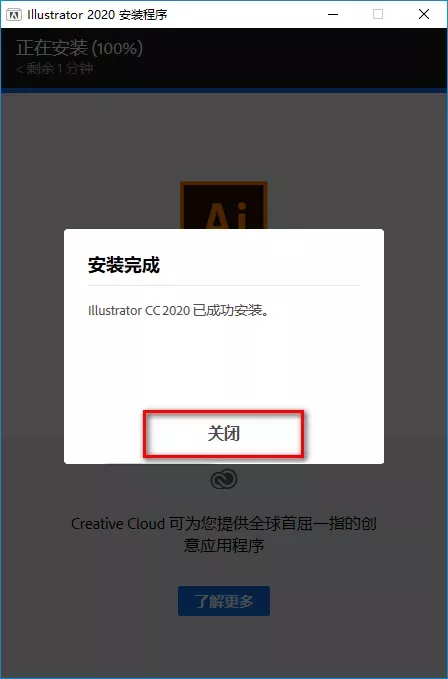 Illustrator 2020 安装程序
正在安装 (100%)
< 剩余 1 分钟
Ai
安装完成
Illustrator CC 2020 已成功安装。
关闭
Creative Cloud 可为您提供全球首屈一指的创
意应用程序
了解更多